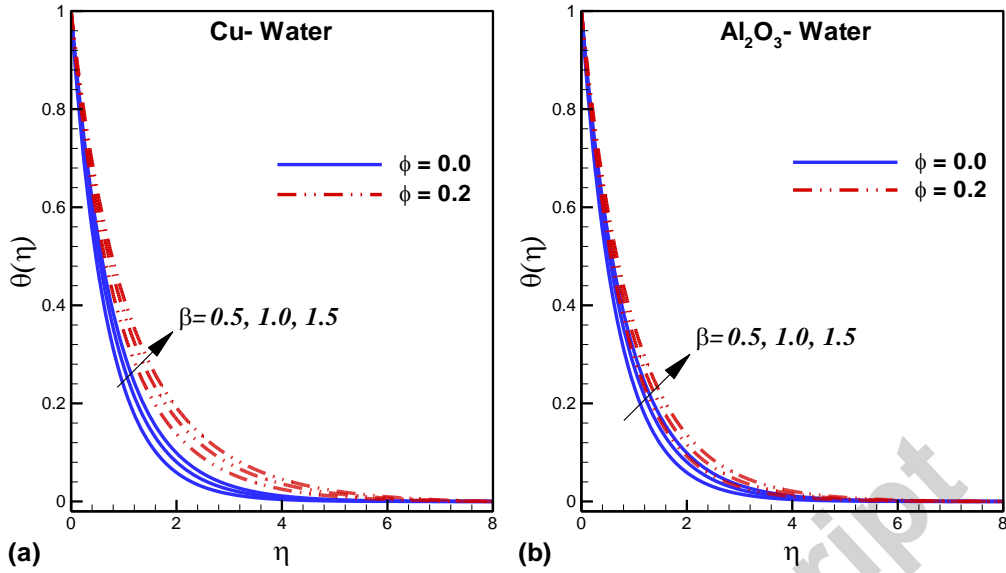 Cu- Water
ϕ = 0.0
ϕ = 0.2
β= 0.5, 1.0, 1.5
θ(η)
1
0.8
0.6
0.4
0.2
0
0 2 4 6 8
η
(a)
Al₂O₃- Water
ϕ = 0.0
ϕ = 0.2
β= 0.5, 1.0, 1.5
θ(η)
1
0.8
0.6
0.4
0.2
0
0 2 4 6 8
η
(b)
ript